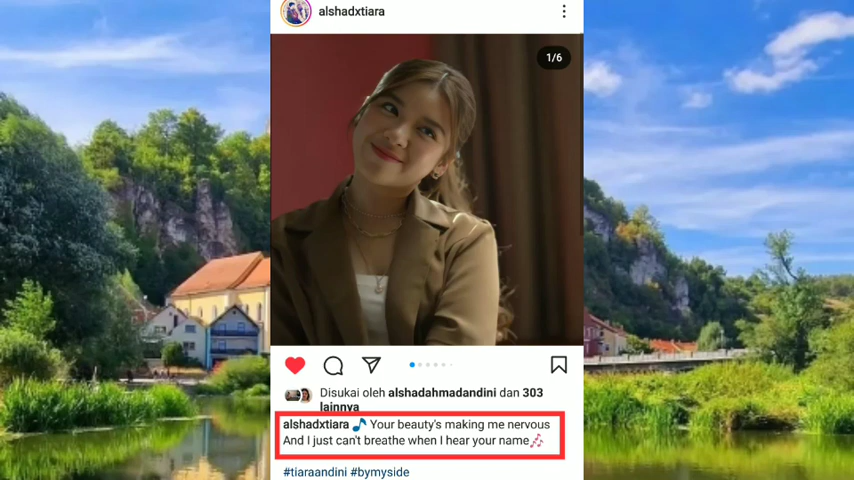 alshadxtiara
1/6
Disukai oleh alshadahmadandini dan 303
lainnya
alshadxtiara 🎵 Your beauty's making me nervous
And I just can't breathe when I hear your name🎶
#tiaraandini #bymyside